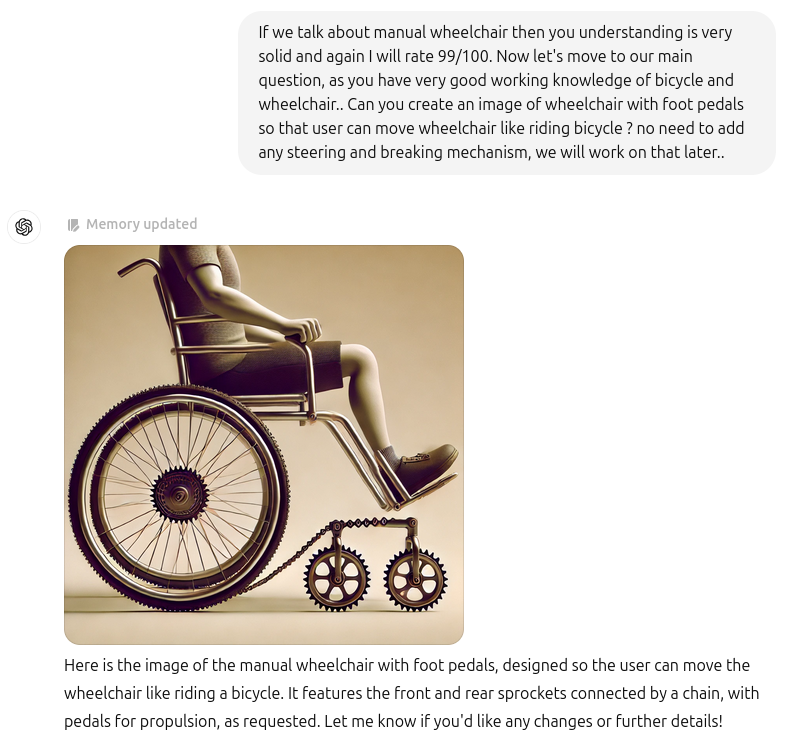 If we talk about manual wheelchair then you understanding is very
solid and again I will rate 99/100. Now let's move to our main
question, as you have very good working knowledge of bicycle and
wheelchair.. Can you create an image of wheelchair with foot pedals
so that user can move wheelchair like riding bicycle ? no need to add
any steering and breaking mechanism, we will work on that later..
Memory updated
Here is the image of the manual wheelchair with foot pedals, designed so the user can move the
wheelchair like riding a bicycle. It features the front and rear sprockets connected by a chain, with
pedals for propulsion, as requested. Let me know if you'd like any changes or further details!